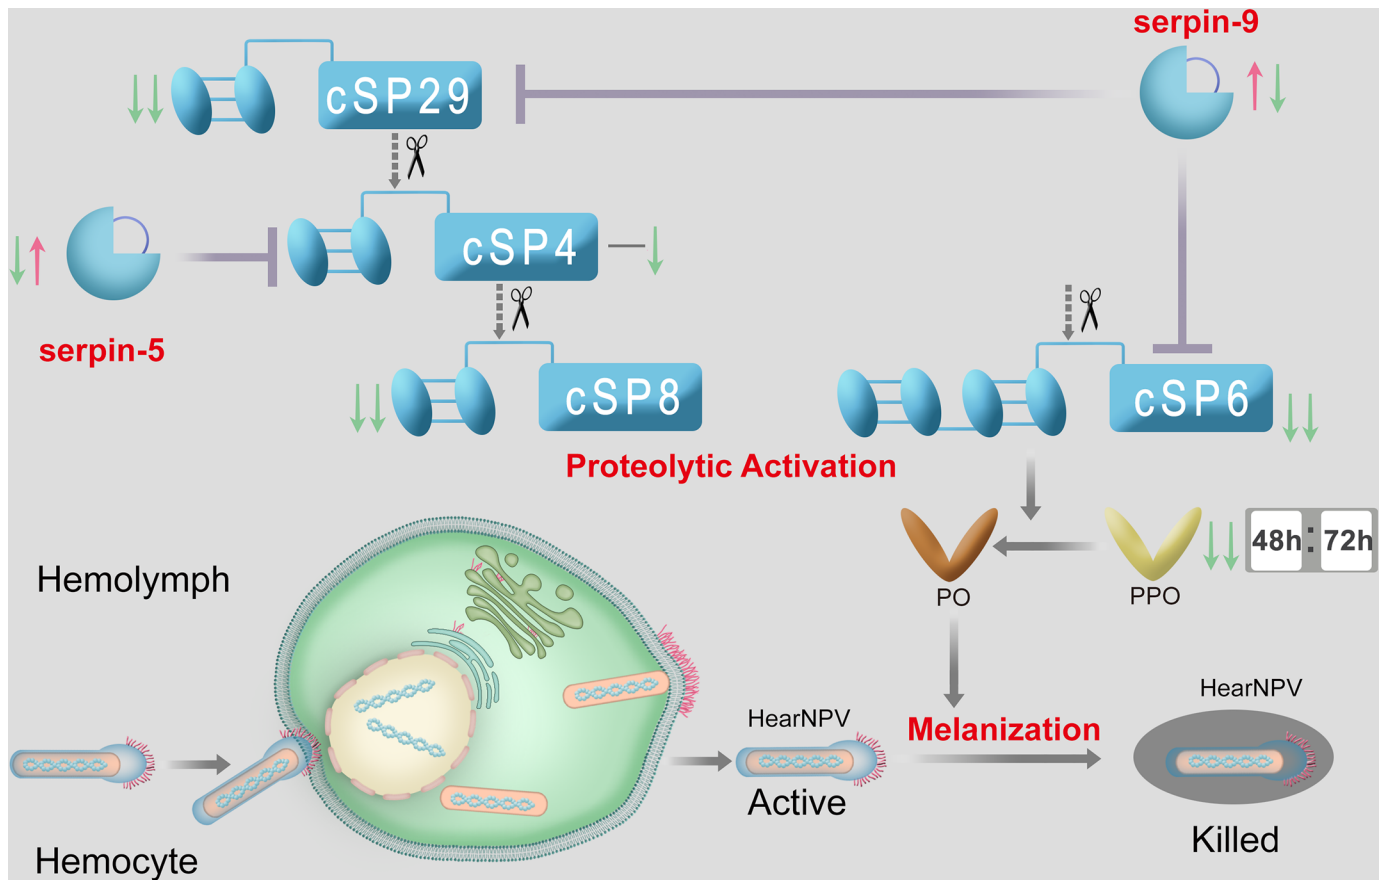 serpin-9
cSP29
cSP4
serpin-5
cSP8
cSP6
Proteolytic Activation
48h : 72h
PO
PPO
Hemolymph
HearNPV
HearNPV
Melanization
Active
Killed
Hemocyte